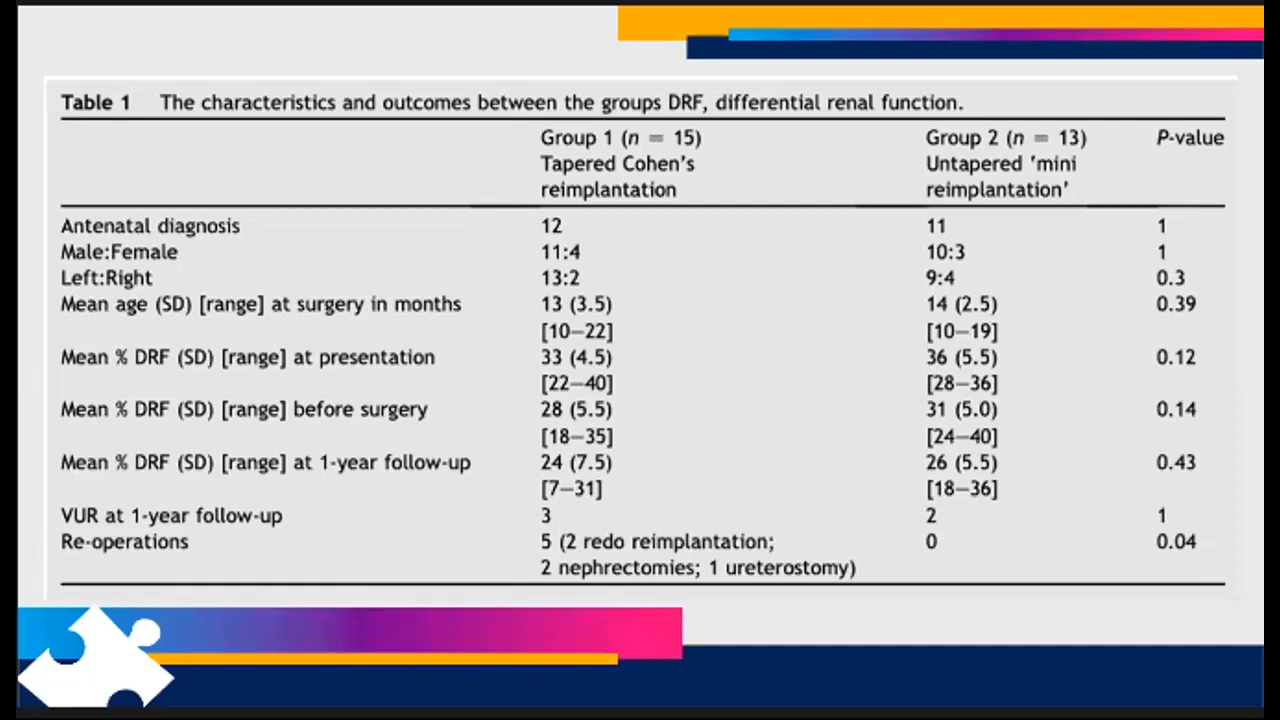 Table 1 The characteristics and outcomes between the groups DRF, differential renal function.
Group 1 (n = 15) Group 2 (n = 13) P-value
Tapered Cohen's Untapered 'mini
reimplantation reimplantation'
Antenatal diagnosis 12 11 1
Male:Female 11:4 10:3 1
Left:Right 13:2 9:4 0.3
Mean age (SD) [range] at surgery in months 13 (3.5) 14 (2.5) 0.39
[10–22] [10–19]
Mean % DRF (SD) [range] at presentation 33 (4.5) 36 (5.5) 0.12
[22–40] [28–36]
Mean % DRF (SD) [range] before surgery 28 (5.5) 31 (5.0) 0.14
[18–35] [24–40]
Mean % DRF (SD) [range] at 1-year follow-up 24 (7.5) 26 (5.5) 0.43
[7–31] [18–36]
VUR at 1-year follow-up 3 2 1
Re-operations 5 (2 redo reimplantation; 0 0.04
2 nephrectomies; 1 ureterostomy)